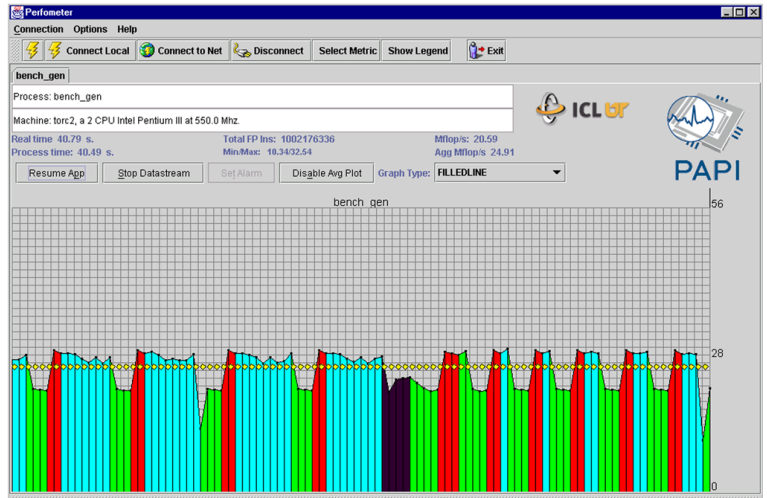 Perfometer
Connection Options Help
Connect Local Connect to Net Disconnect Select Metric Show Legend Exit
bench_gen
Process: bench_gen
Machine: torc2, a 2 CPU Intel Pentium III at 550.0 Mhz.
ICL UT
Real time 40.79 s. Total FP Ins: 1002176336 Mflop/s: 20.59
Process time: 40.49 s. Min/Max: 10.34/32.54 Agg Mflop/s 24.91
PAPI
Resume App Stop Datastream Set Alarm Disable Avg Plot Graph Type: FILLEDLINE
bench_gen
56
28
0